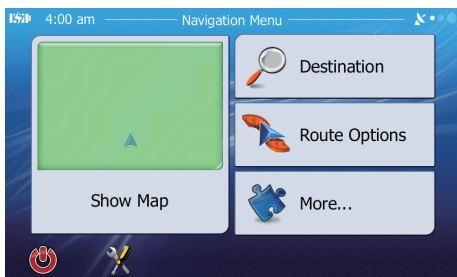 4:00 am
Navigation Menu
Destination
Route Options
Show Map
More...